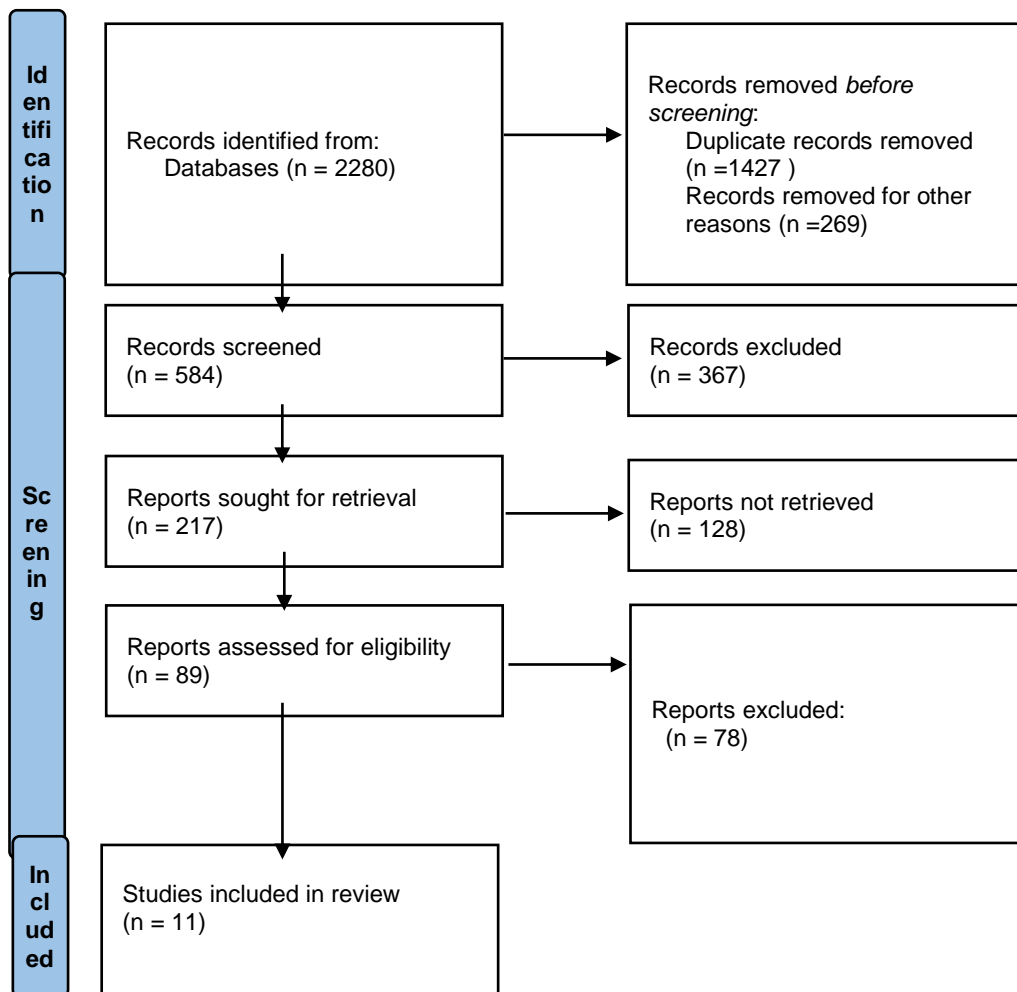 Id
en
tifi
ca
tio
n
Records identified from:
Databases (n = 2280)
Records removed before
screening:
Duplicate records removed
(n =1427 )
Records removed for other
reasons (n =269)
Sc
re
en
in
g
Records screened
(n = 584)
Records excluded
(n = 367)
Reports sought for retrieval
(n = 217)
Reports not retrieved
(n = 128)
Reports assessed for eligibility
(n = 89)
Reports excluded:
(n = 78)
In
cl
ud
ed
Studies included in review
(n = 11)